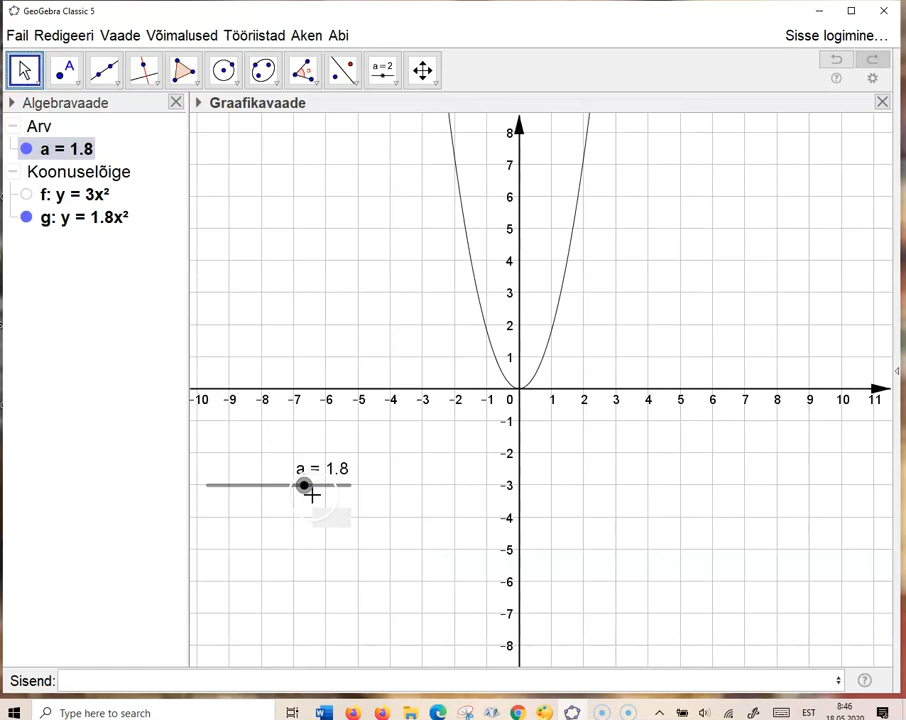 GeoGebra Classic 5
Fail Redigeeri Vaade Võimalused Tööriistad Aken Abi
Sisse logimine...
A
α
a=2
Algebravaade
Graafikavaade
Arv
a = 1.8
Koonuselõige
f: y = 3x²
g: y = 1.8x²
8
7
6
5
4
3
2
1
-10 -9 -8 -7 -6 -5 -4 -3 -2 -1 0 1 2 3 4 5 6 7 8 9 10 11
-1
-2
a = 1.8
-3
-4
-5
-6
-7
-8
Sisend:
Type here to search
EST
8:46
18.05.2020